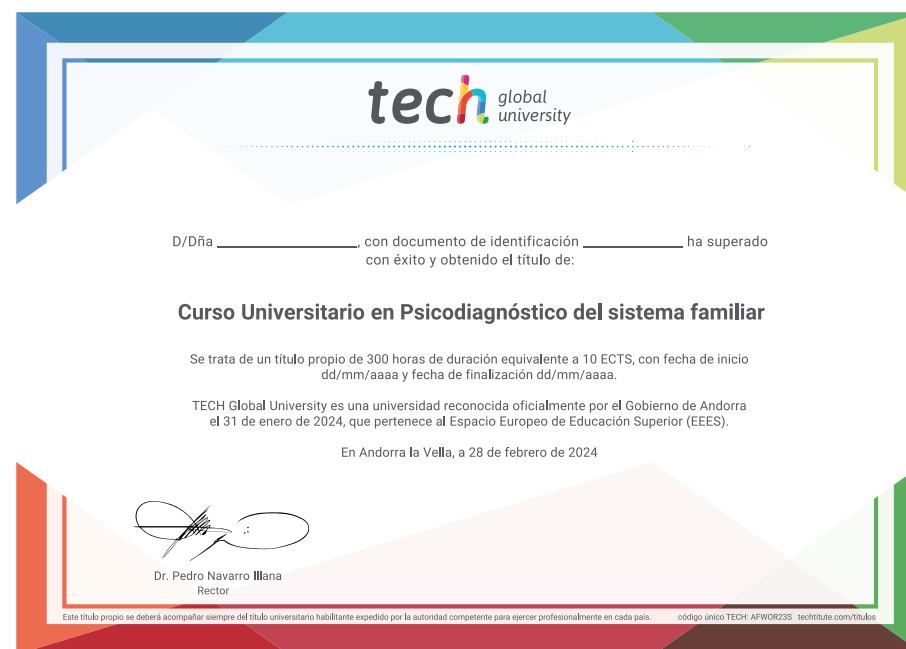 tech global university
D/Dña ____________, con documento de identificación ____________ ha superado
con éxito y obtenido el título de:
Curso Universitario en Psicodiagnóstico del sistema familiar
Se trata de un título propio de 300 horas de duración equivalente a 10 ECTS, con fecha de inicio
dd/mm/aaaa y fecha de finalización dd/mm/aaaa.
TECH Global University es una universidad reconocida oficialmente por el Gobierno de Andorra
el 31 de enero de 2024, que pertenece al Espacio Europeo de Educación Superior (EEES).
En Andorra la Vella, a 28 de febrero de 2024
Dr. Pedro Navarro Illana
Rector
Este título propio se deberá acompañar siempre del título universitario habilitante expedido por la autoridad competente para ejercer profesionalmente en cada país. código único TECH: AFWOR23S techtitute.com/titulos